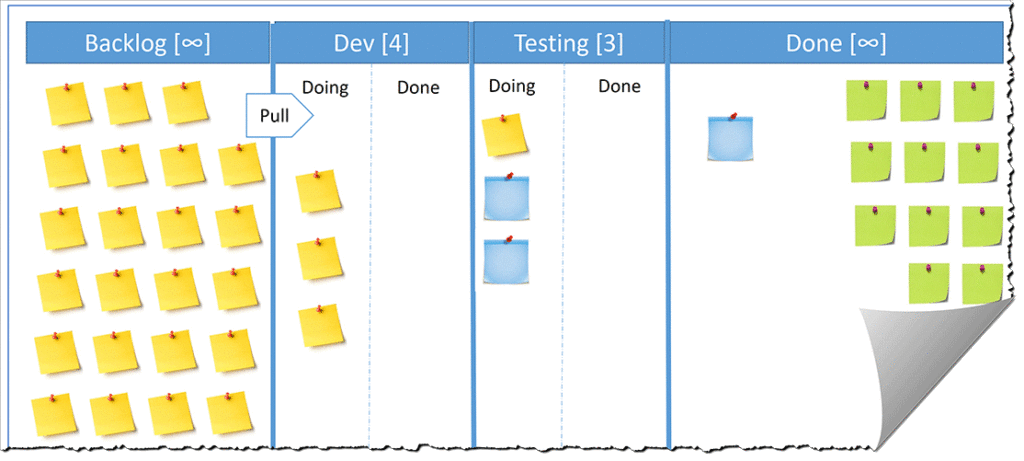 Backlog [∞]
Dev [4]
Testing [3]
Done [∞]
Doing
Done
Doing
Done
Pull